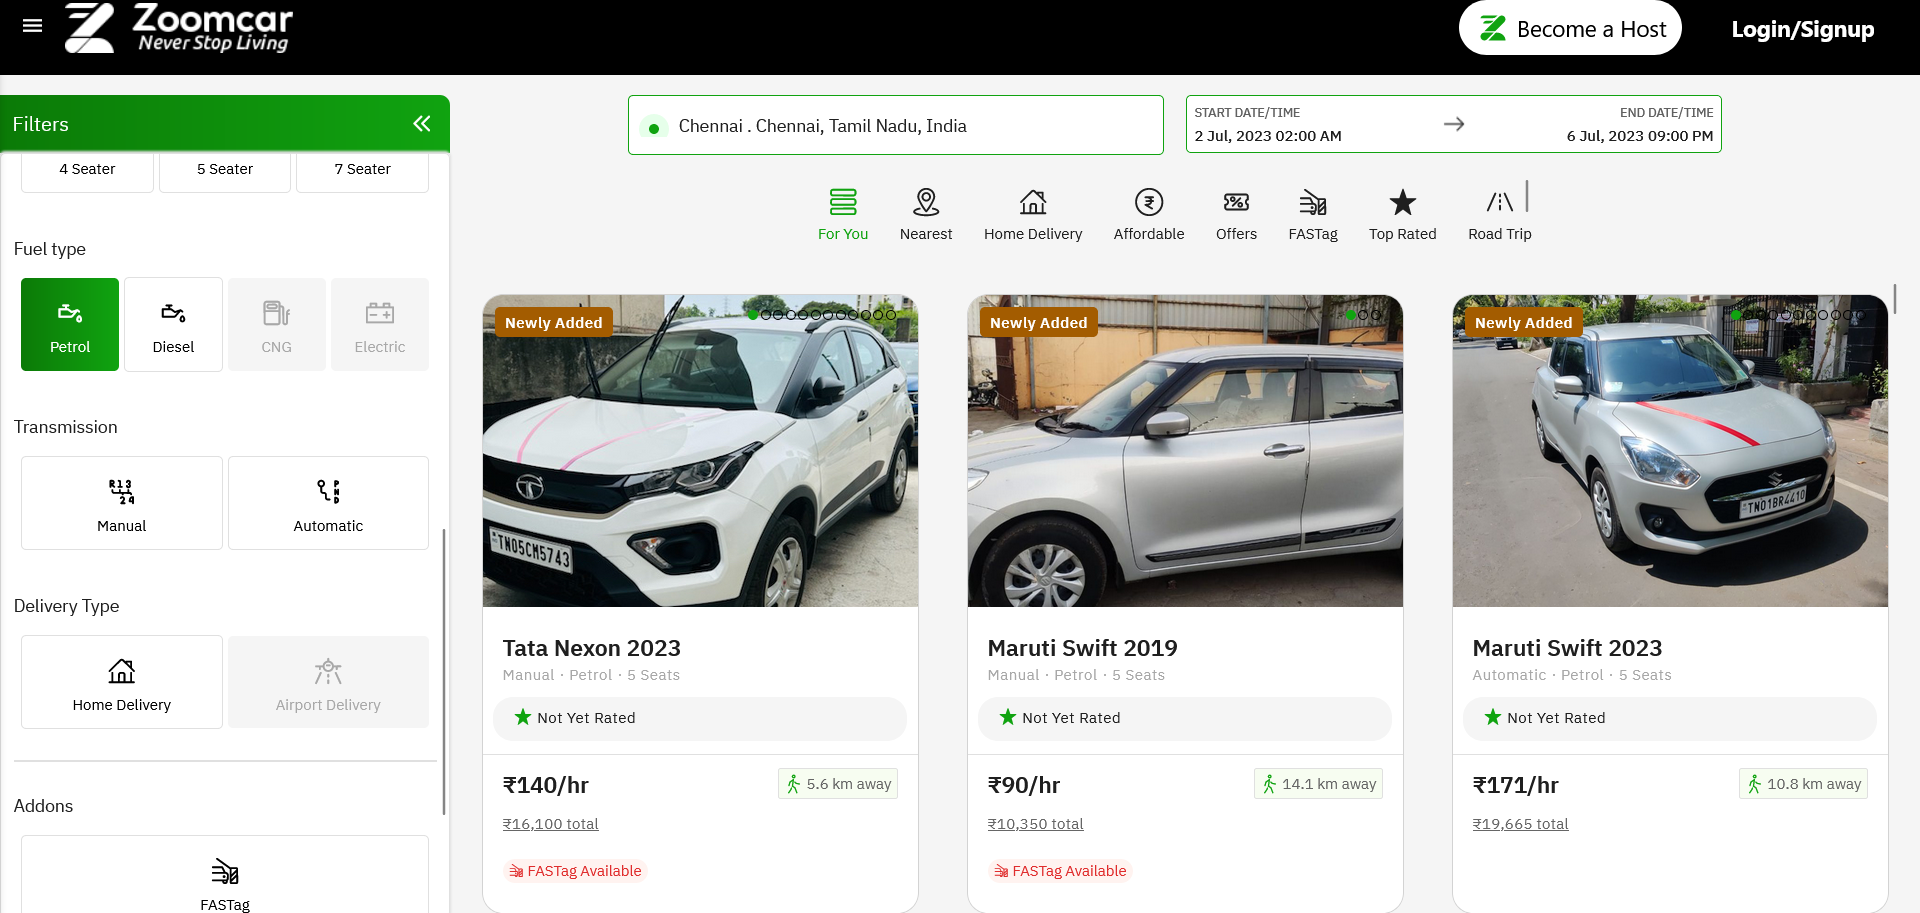 Zoomcar
Never Stop Living
Become a Host
Login/Signup
Filters
4 Seater
5 Seater
7 Seater
Fuel type
Petrol
Diesel
CNG
Electric
Transmission
R 1 3
2 4
Manual
P
N
D
Automatic
Delivery Type
Home Delivery
Airport Delivery
Addons
FASTag
Chennai . Chennai, Tamil Nadu, India
START DATE/TIME
2 Jul, 2023 02:00 AM
END DATE/TIME
6 Jul, 2023 09:00 PM
For You
Nearest
Home Delivery
₹
Affordable
%
Offers
FASTag
Top Rated
Road Trip
Newly Added
TN05CM5743
Tata Nexon 2023
Manual · Petrol · 5 Seats
Not Yet Rated
₹140/hr
5.6 km away
₹16,100 total
FASTag Available
Newly Added
Maruti Swift 2019
Manual · Petrol · 5 Seats
Not Yet Rated
₹90/hr
14.1 km away
₹10,350 total
FASTag Available
Newly Added
TN01BR4410
Maruti Swift 2023
Automatic · Petrol · 5 Seats
Not Yet Rated
₹171/hr
10.8 km away
₹19,665 total